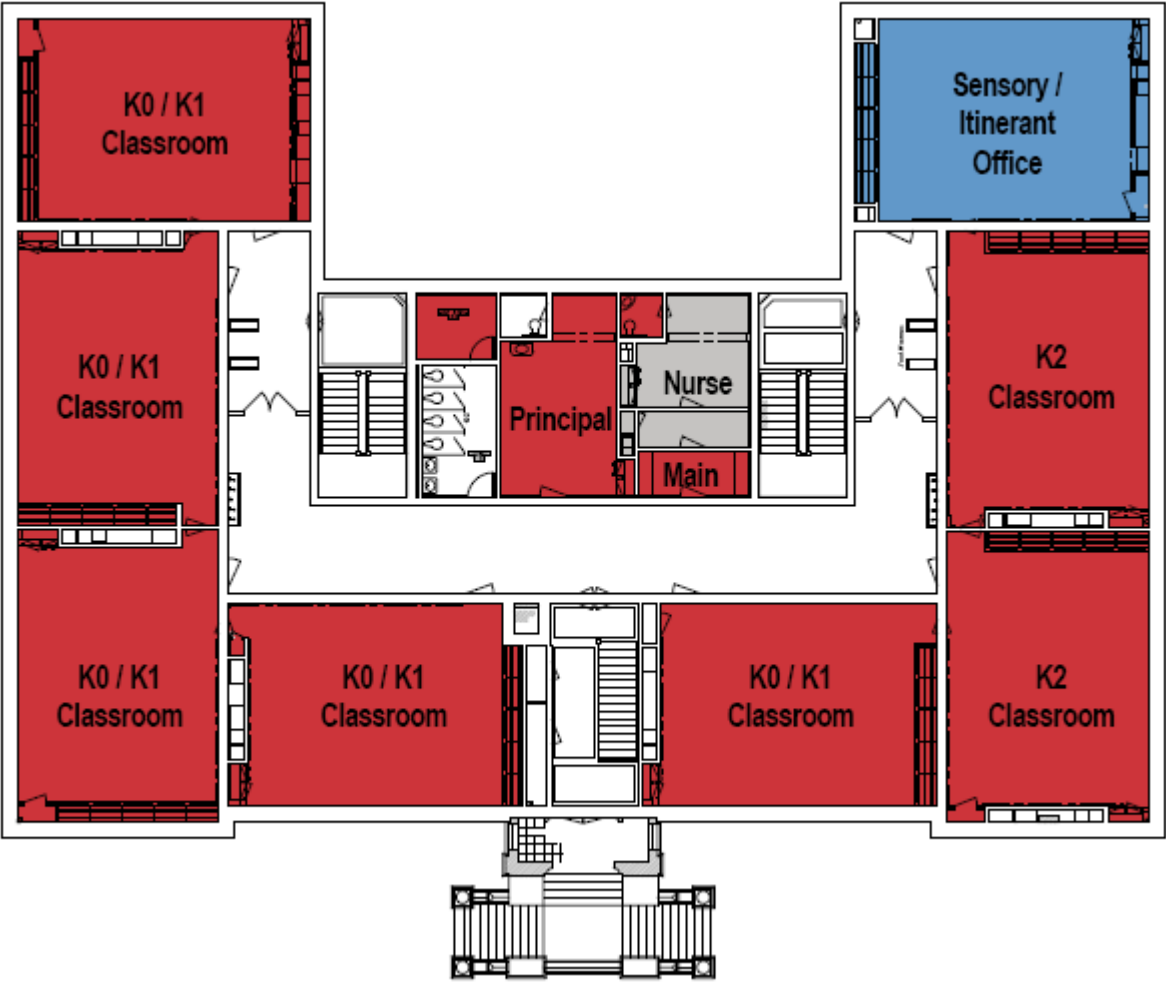 K0 / K1
Classroom
Sensory /
Itinerant
Office
K0 / K1
Classroom
Principal
Nurse
Main
K2
Classroom
K0 / K1
Classroom
K0 / K1
Classroom
K0 / K1
Classroom
K2
Classroom